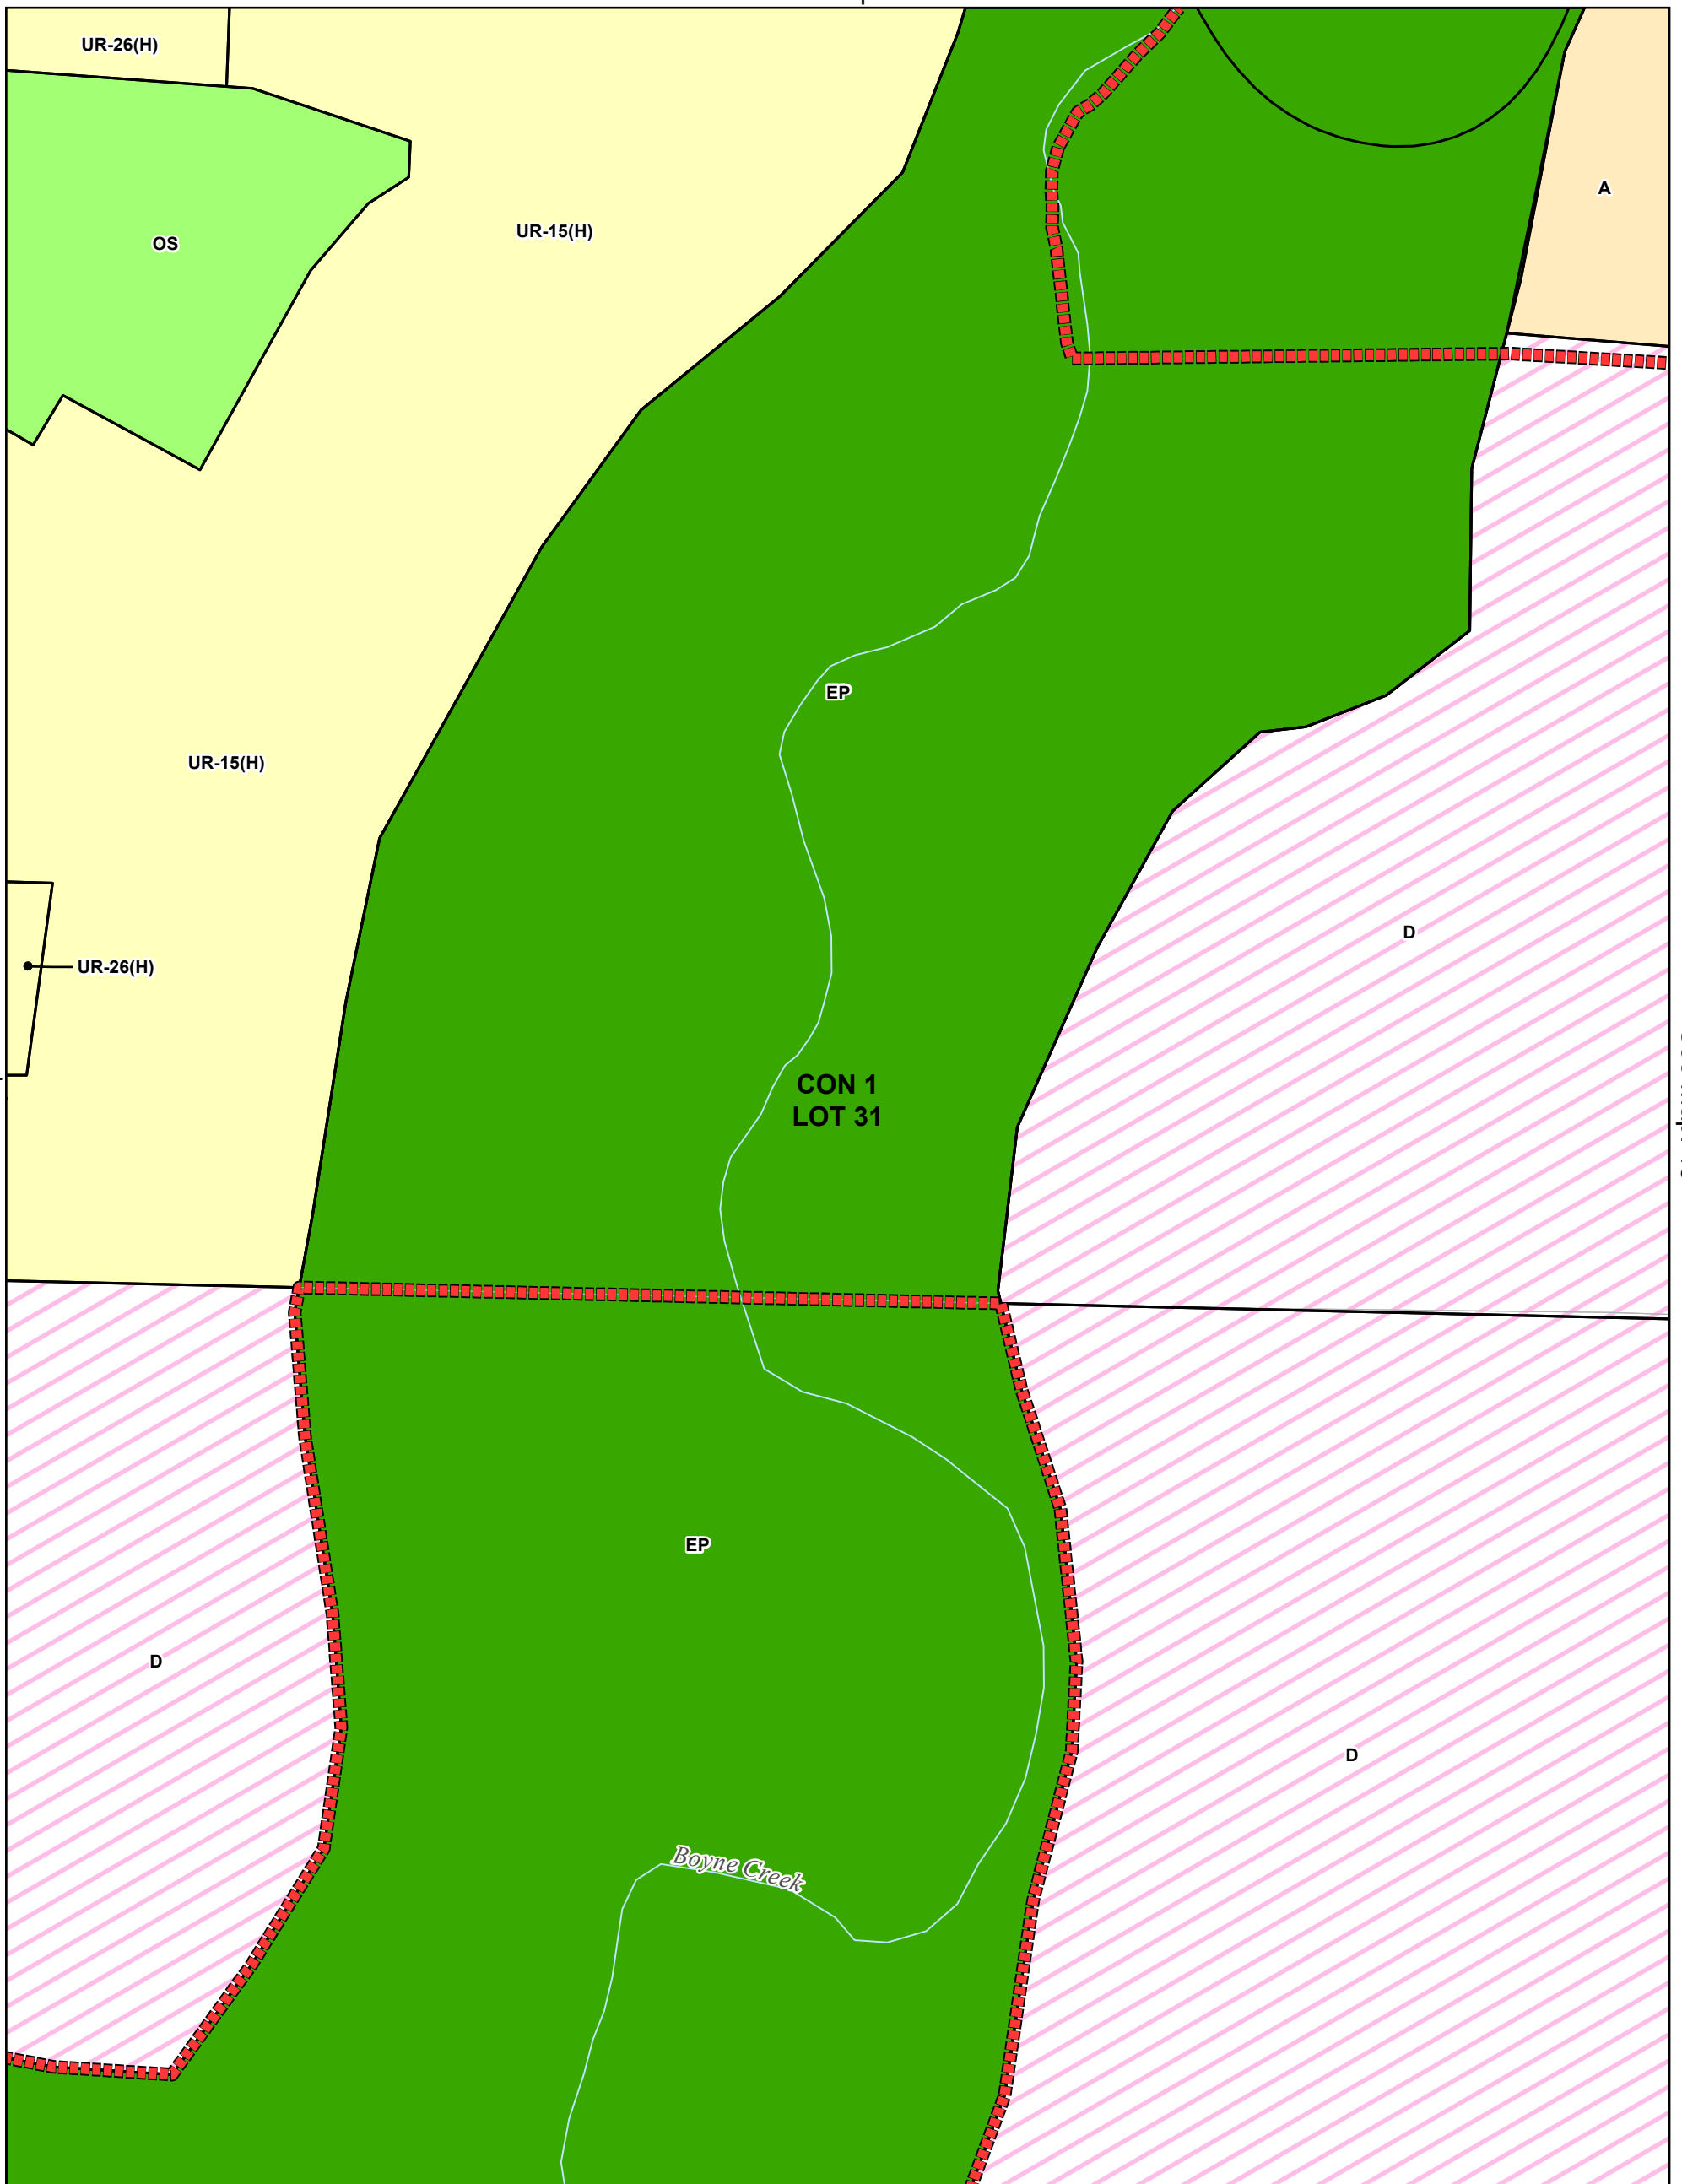 UR-26(H)
A
UR-15(H)
OS
EP
UR-15(H)
D
UR-26(H)
CON 1
LOT 31
EP
D
D
Boyne Creek